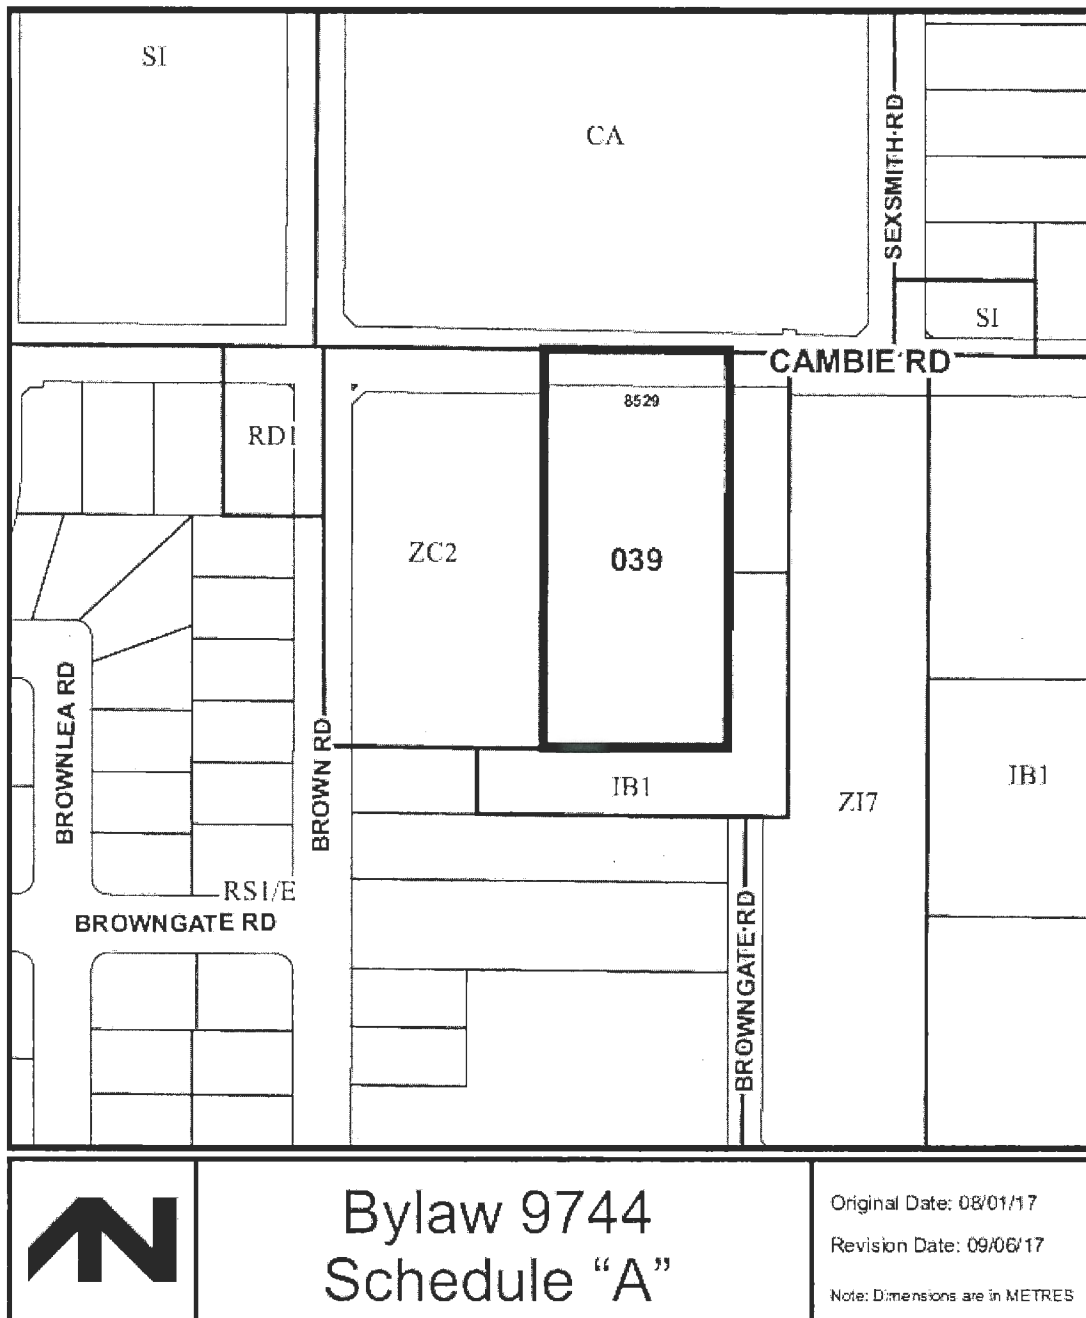 SI
CA
SEXSMITH RD
SI
CAMBIE RD
8529
RD1
ZC2
039
BROWNLEA RD
BROWN RD
IB1
ZI7
IB1
RS1/E
BROWNGATE RD
BROWNGATE RD
Bylaw 9744
Schedule “A”
Original Date: 08/01/17
Revision Date: 09/06/17
Note: Dimensions are in METRES